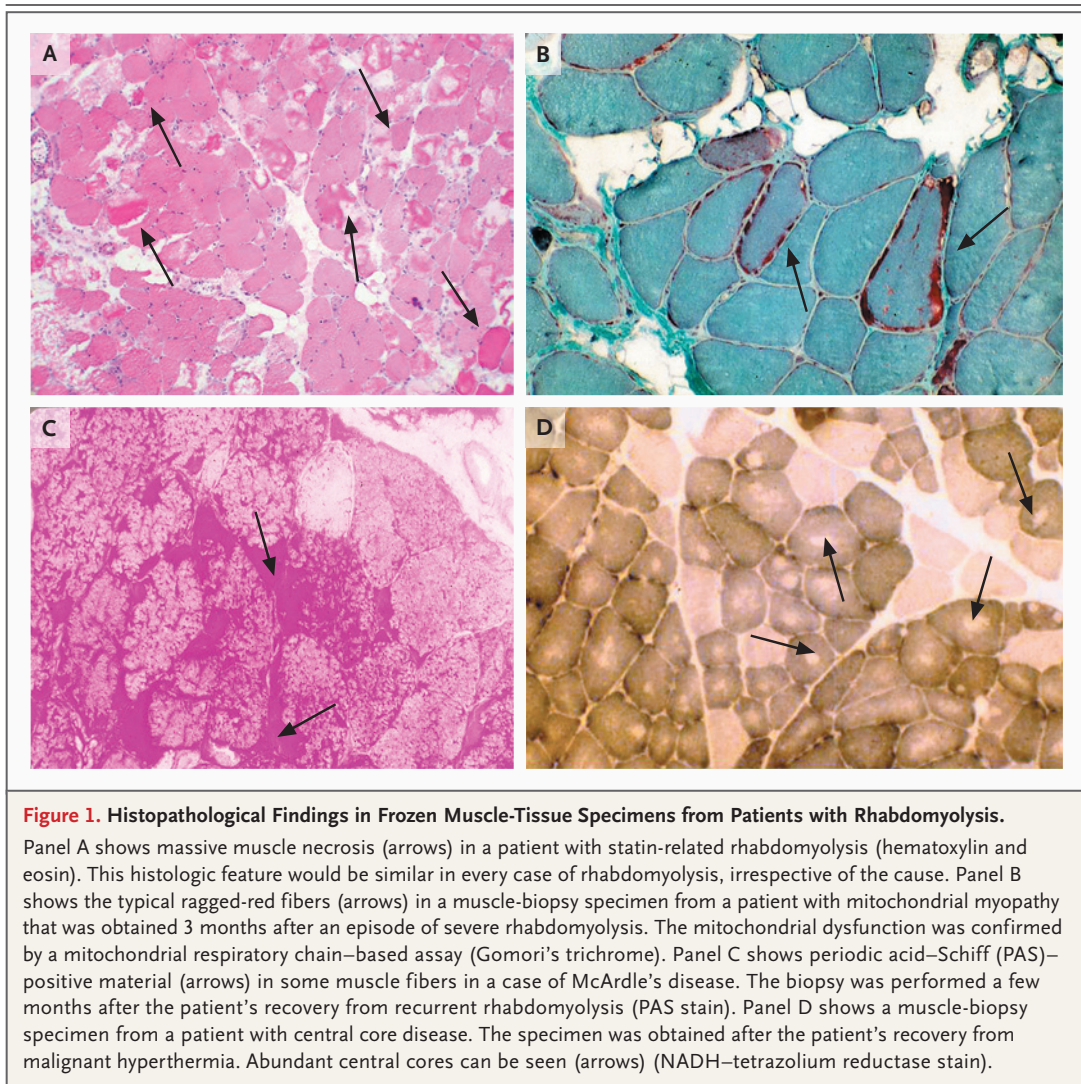 A
B
C
D
Figure 1. Histopathological Findings in Frozen Muscle-Tissue Specimens from Patients with Rhabdomyolysis.
Panel A shows massive muscle necrosis (arrows) in a patient with statin-related rhabdomyolysis (hematoxylin and
eosin). This histologic feature would be similar in every case of rhabdomyolysis, irrespective of the cause. Panel B
shows the typical ragged-red fibers (arrows) in a muscle-biopsy specimen from a patient with mitochondrial myopathy
that was obtained 3 months after an episode of severe rhabdomyolysis. The mitochondrial dysfunction was confirmed
by a mitochondrial respiratory chain–based assay (Gomori's trichrome). Panel C shows periodic acid–Schiff (PAS)–
positive material (arrows) in some muscle fibers in a case of McArdle's disease. The biopsy was performed a few
months after the patient's recovery from recurrent rhabdomyolysis (PAS stain). Panel D shows a muscle-biopsy
specimen from a patient with central core disease. The specimen was obtained after the patient's recovery from
malignant hyperthermia. Abundant central cores can be seen (arrows) (NADH–tetrazolium reductase stain).